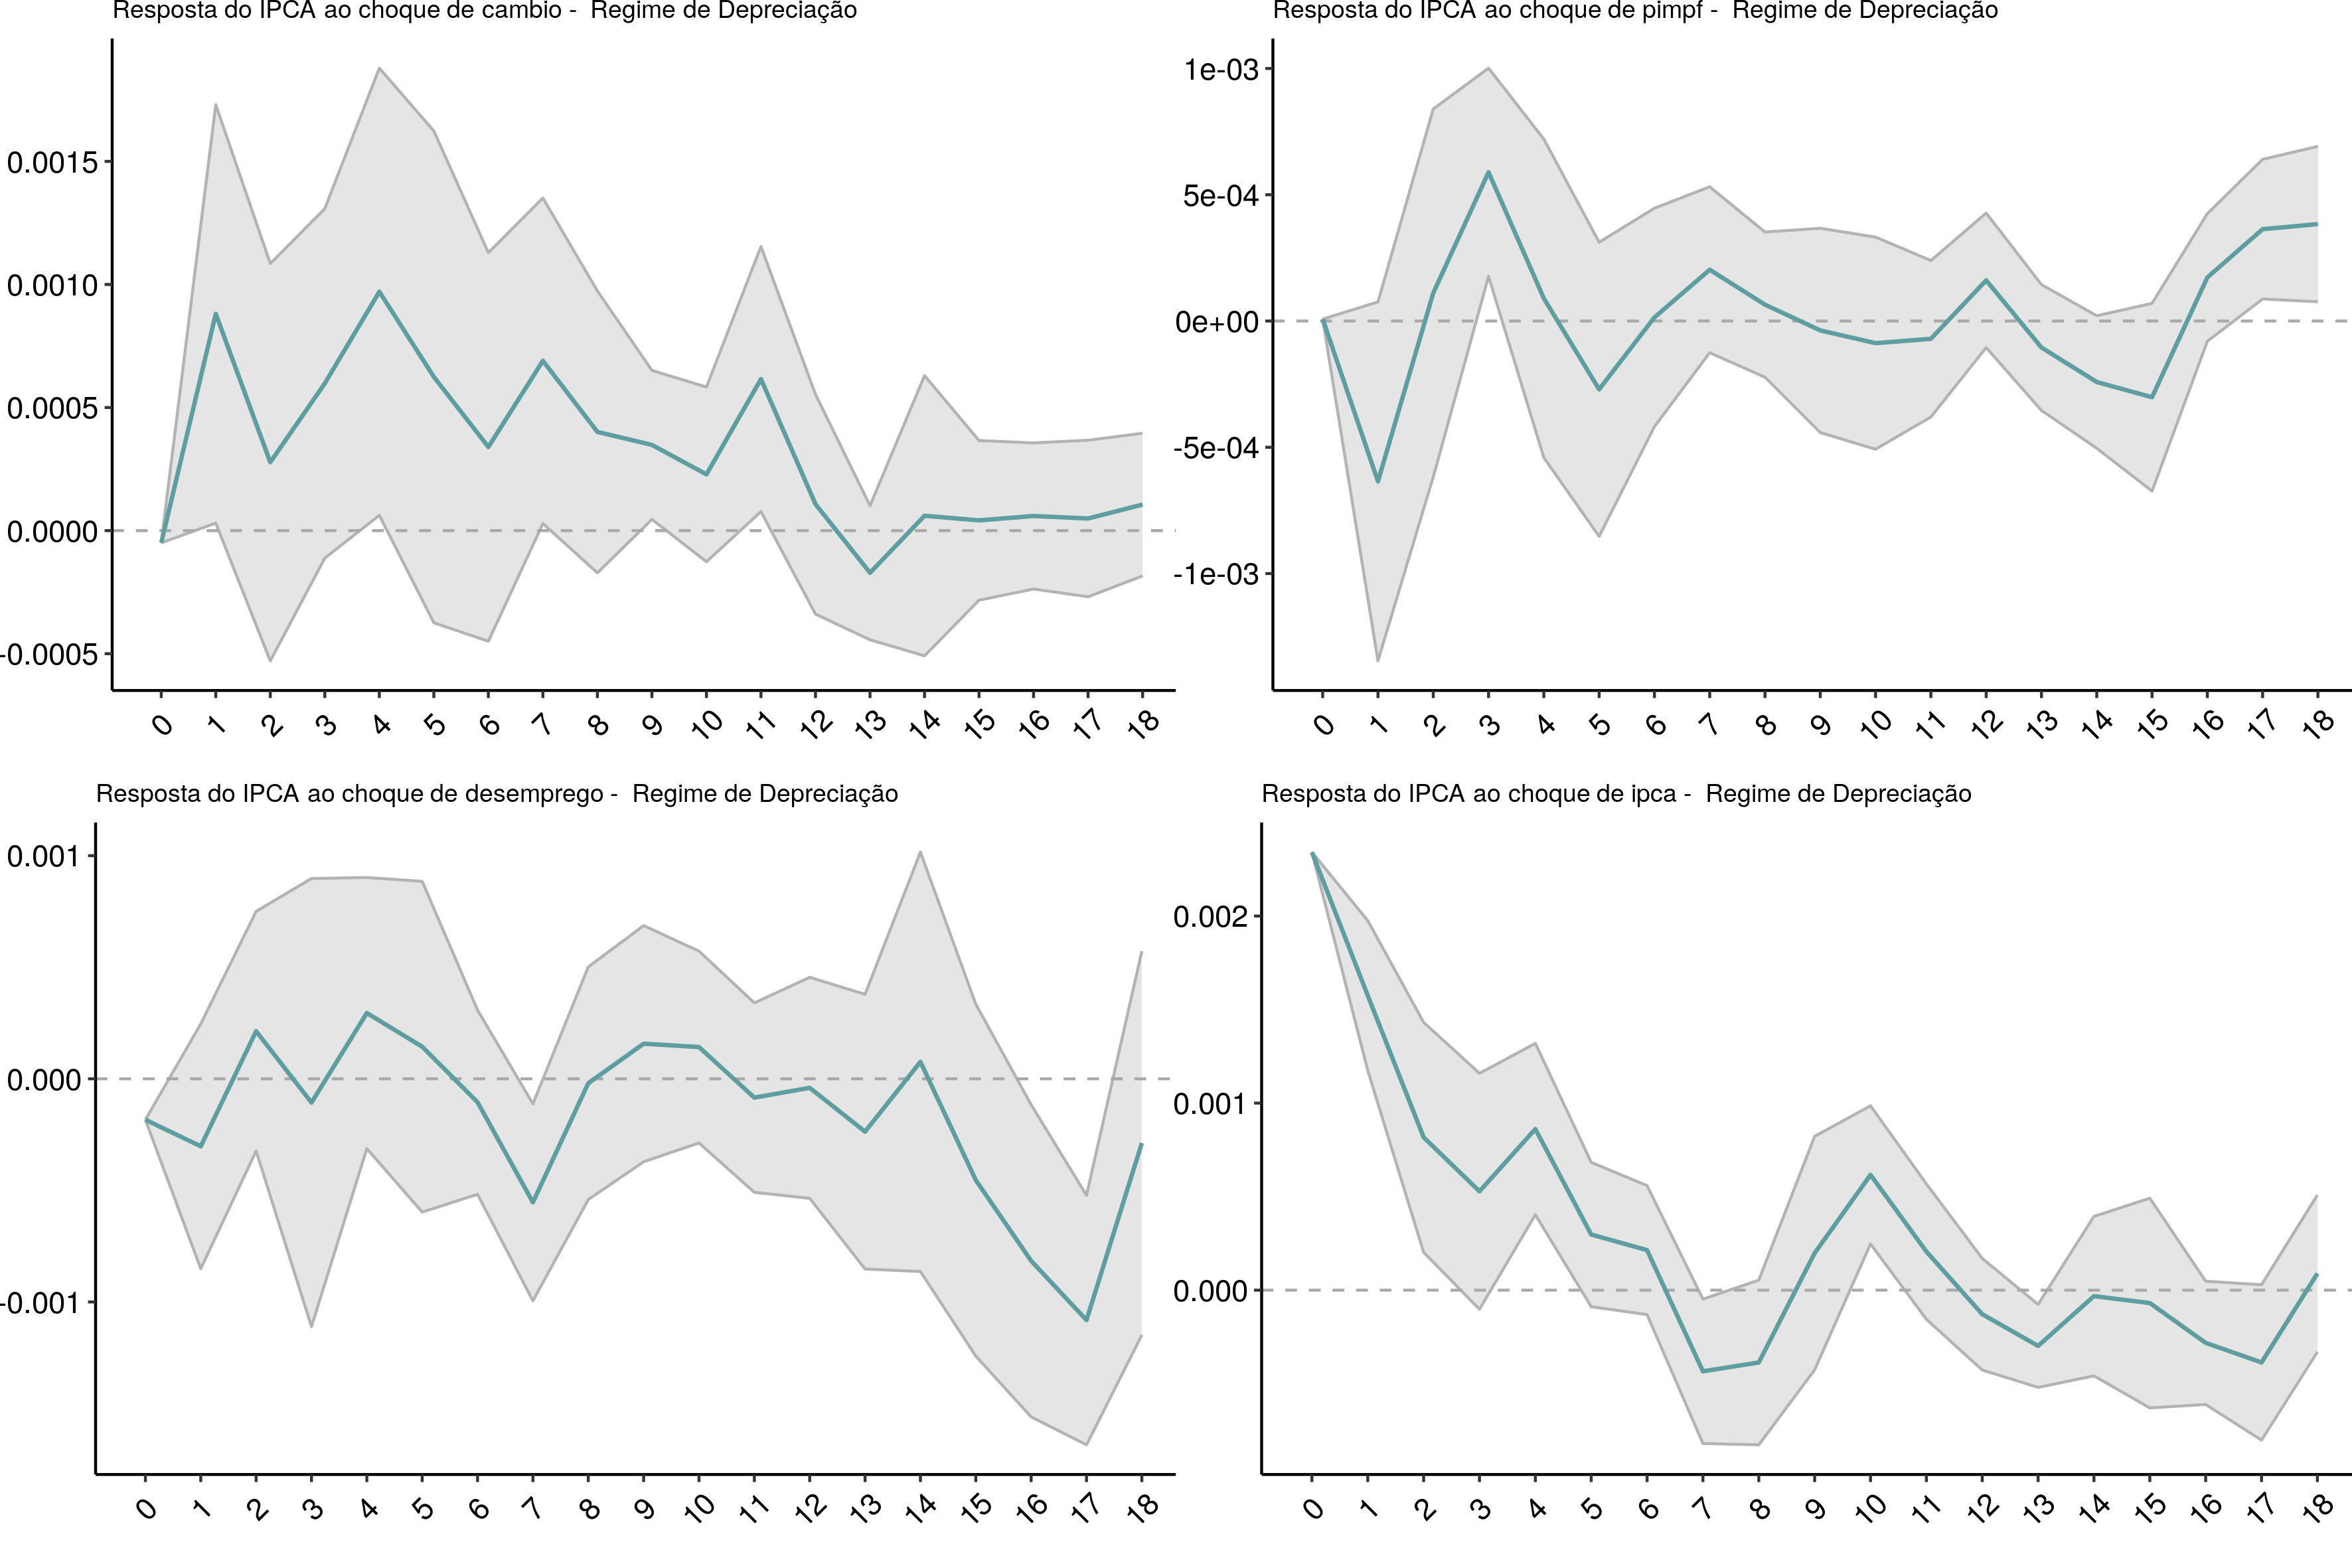 Resposta do IPCA ao choque de cambio -  Regime de Depreciação
0.0015
0.0010
0.0005
0.0000
-0.0005
0 1 2 3 4 5 6 7 8 9 10 11 12 13 14 15 16 17 18
Resposta do IPCA ao choque de pimpf -  Regime de Depreciação
1e-03
5e-04
0e+00
-5e-04
-1e-03
0 1 2 3 4 5 6 7 8 9 10 11 12 13 14 15 16 17 18
Resposta do IPCA ao choque de desemprego -  Regime de Depreciação
0.001
0.000
-0.001
0 1 2 3 4 5 6 7 8 9 10 11 12 13 14 15 16 17 18
Resposta do IPCA ao choque de ipca -  Regime de Depreciação
0.002
0.001
0.000
0 1 2 3 4 5 6 7 8 9 10 11 12 13 14 15 16 17 18